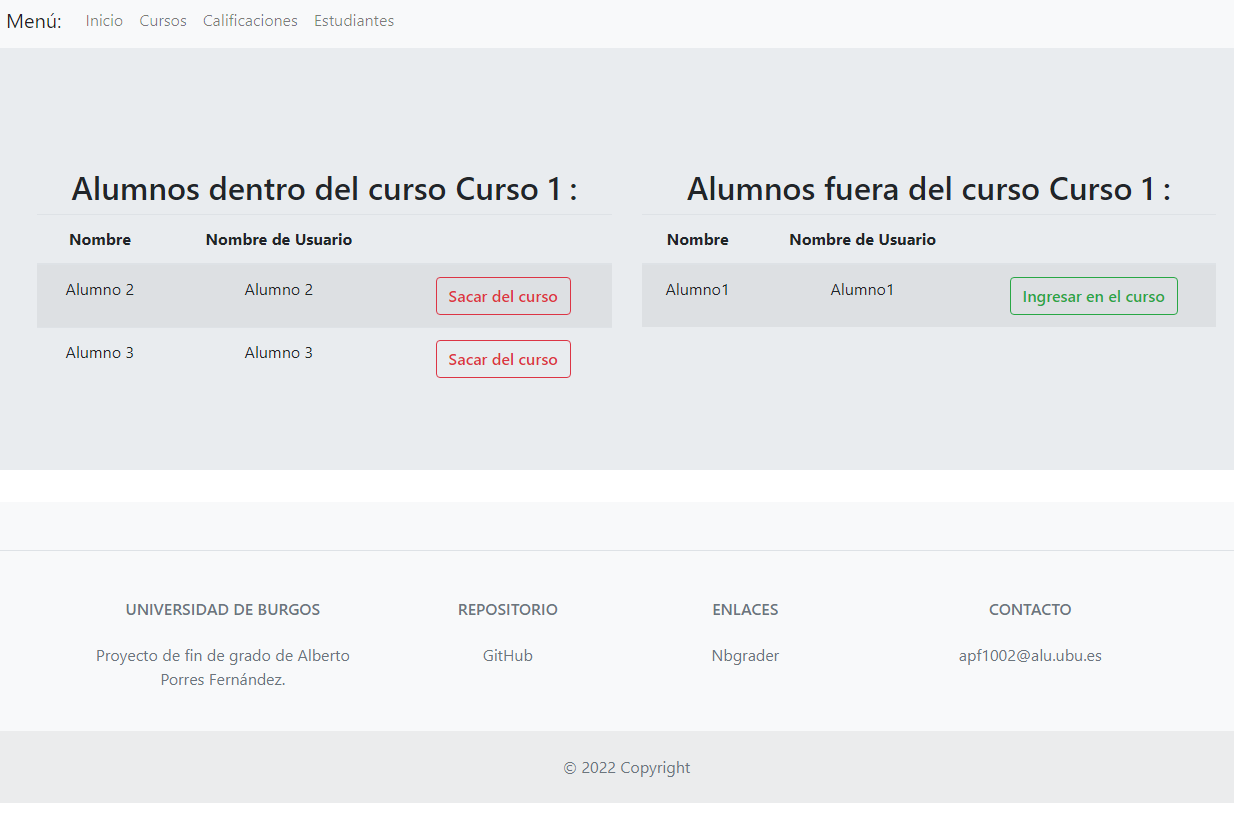 Menú: Inicio Cursos Calificaciones Estudiantes
Alumnos dentro del curso Curso 1 :
Nombre Nombre de Usuario
Alumno 2 Alumno 2 Sacar del curso
Alumno 3 Alumno 3 Sacar del curso
Alumnos fuera del curso Curso 1 :
Nombre Nombre de Usuario
Alumno1 Alumno1 Ingresar en el curso
UNIVERSIDAD DE BURGOS
Proyecto de fin de grado de Alberto
Porres Fernández.
REPOSITORIO
GitHub
ENLACES
Nbgrader
CONTACTO
apf1002@alu.ubu.es
© 2022 Copyright